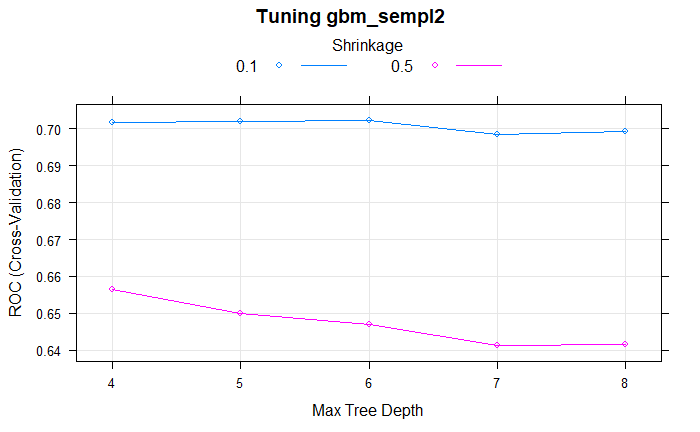 Tuning gbm_sempl2
Shrinkage
0.1 0.5
ROC (Cross-Validation)
0.70
0.69
0.68
0.67
0.66
0.65
0.64
4 5 6 7 8
Max Tree Depth